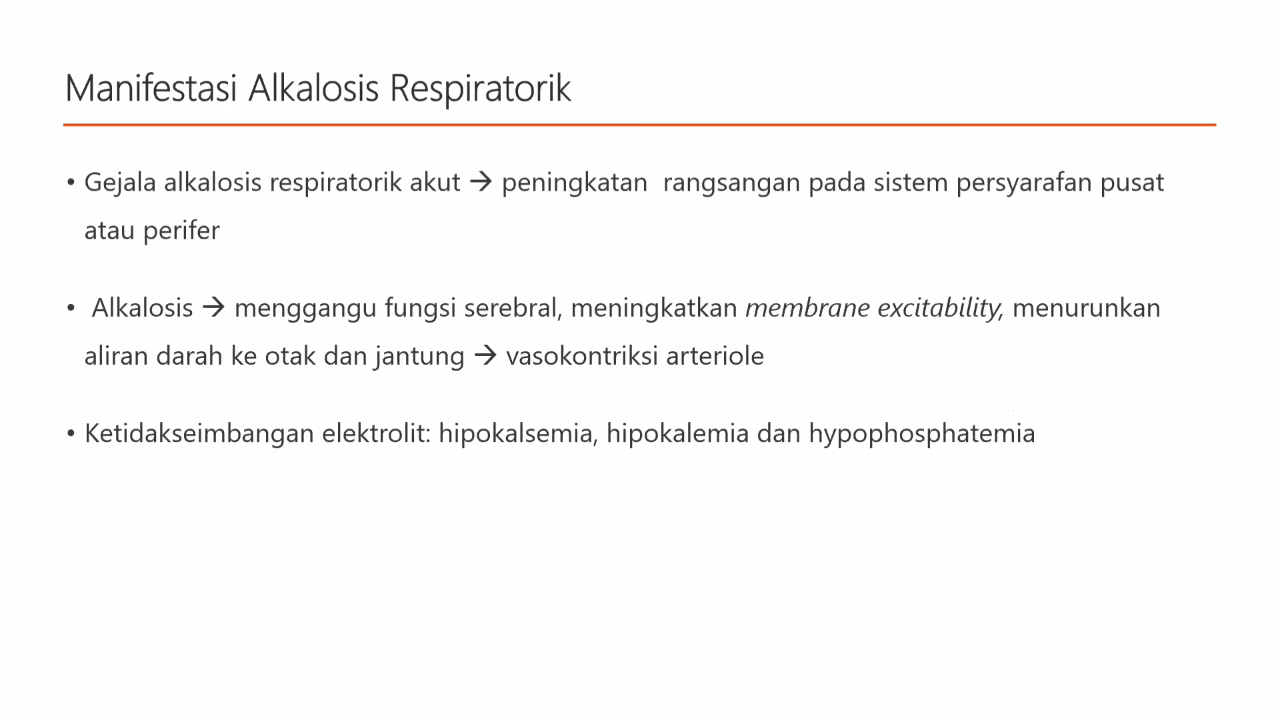 Manifestasi Alkalosis Respiratorik
• Gejala alkalosis respiratorik akut → peningkatan  rangsangan pada sistem persyarafan pusat
atau perifer
•  Alkalosis → menggangu fungsi serebral, meningkatkan membrane excitability, menurunkan
aliran darah ke otak dan jantung → vasokontriksi arteriole
• Ketidakseimbangan elektrolit: hipokalsemia, hipokalemia dan hypophosphatemia